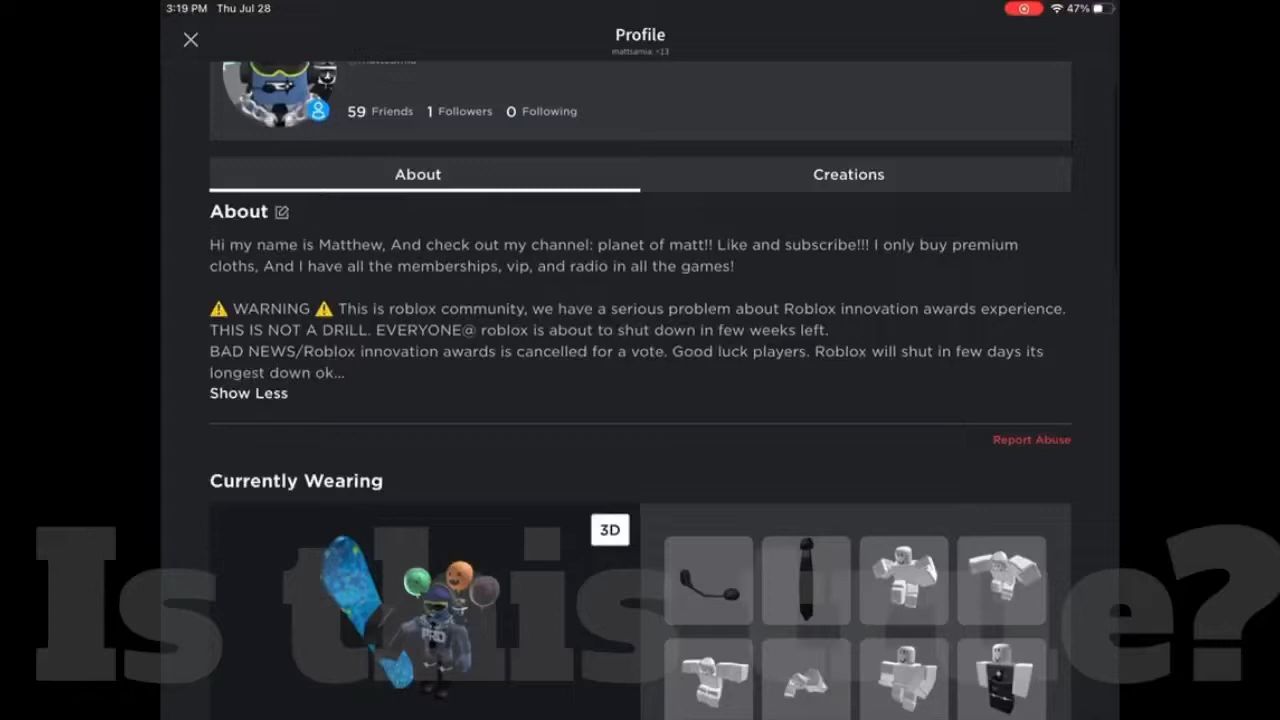 3:19 PM Thu Jul 28
47%
Profile
mattsamia: <13
@mattsamia
59 Friends 1 Followers 0 Following
About
Creations
About
Hi my name is Matthew, And check out my channel: planet of matt!! Like and subscribe!!! I only buy premium
cloths, And I have all the memberships, vip, and radio in all the games!
⚠️ WARNING ⚠️ This is roblox community, we have a serious problem about Roblox innovation awards experience.
THIS IS NOT A DRILL. EVERYONE@ roblox is about to shut down in few weeks left.
BAD NEWS/Roblox innovation awards is cancelled for a vote. Good luck players. Roblox will shut in few days its
longest down ok...
Show Less
Report Abuse
Currently Wearing
3D
PRO
Is this
?